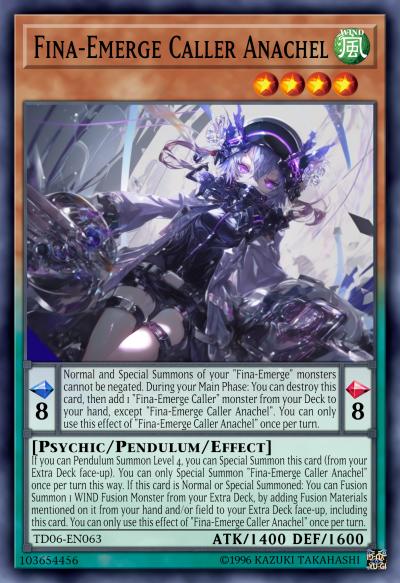 Fina-Emerge Caller Anachel
WIND
風
Normal and Special Summons of your "Fina-Emerge" monsters
cannot be negated. During your Main Phase: You can destroy this
card, then add 1 "Fina-Emerge Caller" monster from your Deck to
your hand, except "Fina-Emerge Caller Anachel". You can only
use this effect of "Fina-Emerge Caller Anachel" once per turn.
8
8
[Psychic/Pendulum/Effect]
If you can Pendulum Summon Level 4, you can Special Summon this card (from your
Extra Deck face-up). You can only Special Summon "Fina-Emerge Caller Anachel"
once per turn this way. If this card is Normal or Special Summoned: You can Fusion
Summon 1 WIND Fusion Monster from your Extra Deck, by adding Fusion Materials
mentioned on it from your hand and/or field to your Extra Deck face-up, including
this card. You can only use this effect of "Fina-Emerge Caller Anachel" once per turn.
TD06-EN063
ATK/1400 DEF/1600
103654456
©1996 KAZUKI TAKAHASHI